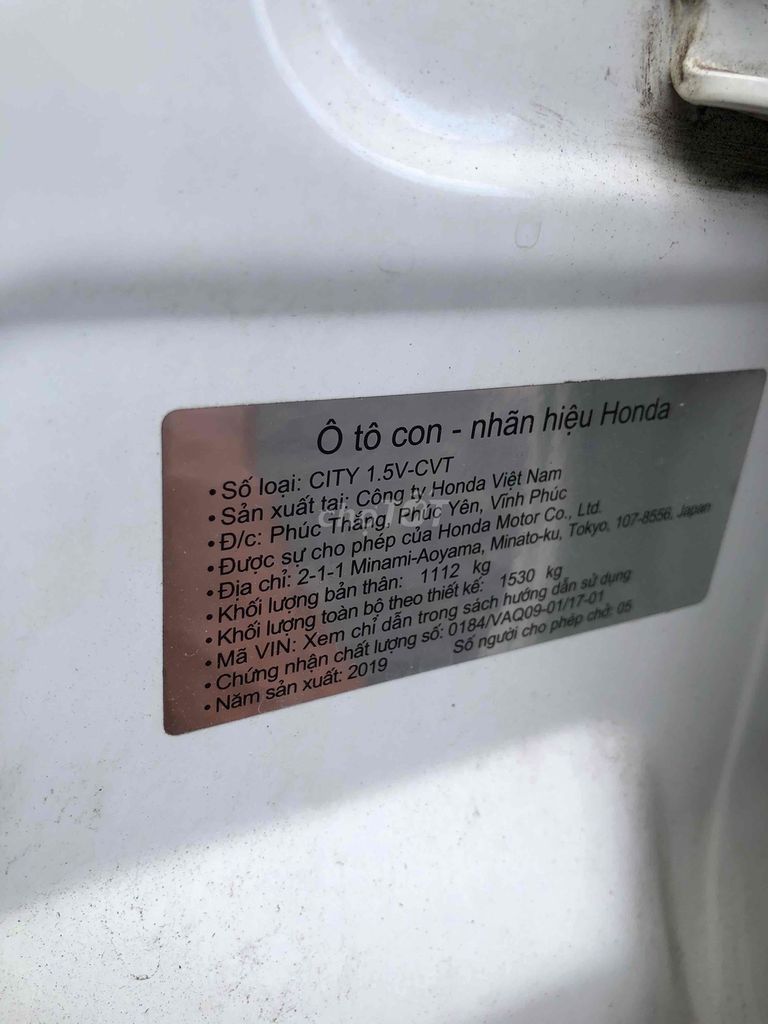 Ô tô con - nhãn hiệu Honda
• Số loại: CITY 1.5V-CVT
• Sản xuất tại: Công ty Honda Việt Nam
• Đ/c: Phúc Thắng, Phúc Yên, Vĩnh Phúc
• Được sự cho phép của Honda Motor Co., Ltd.
• Địa chỉ: 2-1-1 Minami-Aoyama, Minato-ku, Tokyo, 107-8556, Japan
• Khối lượng bản thân: 1112 kg
• Khối lượng toàn bộ theo thiết kế: 1530 kg
• Mã VIN: Xem chỉ dẫn trong sách hướng dẫn sử dụng
• Chứng nhận chất lượng số: 0184/VAQ09-01/17-01
• Năm sản xuất: 2019 Số người cho phép chở: 05
chợTỐT